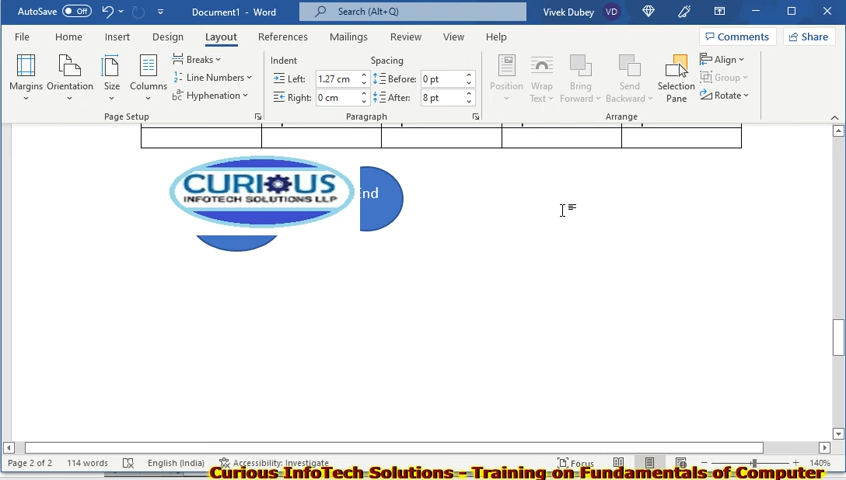 AutoSave Off Document1 - Word Search (Alt+Q) Vivek Dubey VD
File Home Insert Design Layout References Mailings Review View Help Comments Share
Margins Orientation Size Columns Breaks Line Numbers Hyphenation
Indent Left: 1.27 cm Right: 0 cm
Spacing Before: 0 pt After: 8 pt
Position Wrap Text Bring Forward Send Backward Selection Pane Align Group Rotate
Page Setup Paragraph Arrange
CURIOUS
INFOTECH SOLUTIONS LLP
End
Page 2 of 2 114 words English (India) Accessibility: Investigate Focus 140%
Curious InfoTech Solutions - Training on Fundamentals of Computer